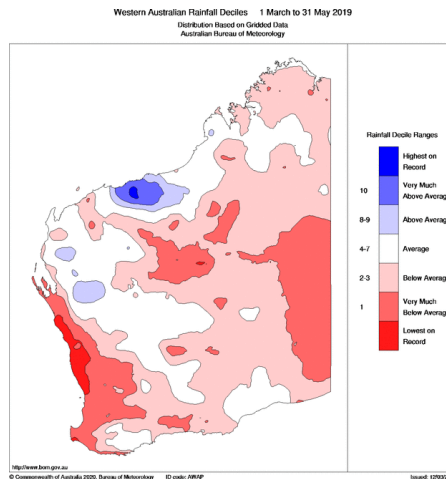 Western Australian Rainfall Deciles 1 March to 31 May 2019
Distribution Based on Gridded Data
Australian Bureau of Meteorology
Rainfall Decile Ranges
Highest on
Record
10
Very Much
Above Average
8-9
Above Average
4-7
Average
2-3
Below Average
1
Very Much
Below Average
Lowest on
Record
http://www.bom.gov.au
© Commonwealth of Australia 2020, Bureau of Meteorology ID code: AWAP Issued: